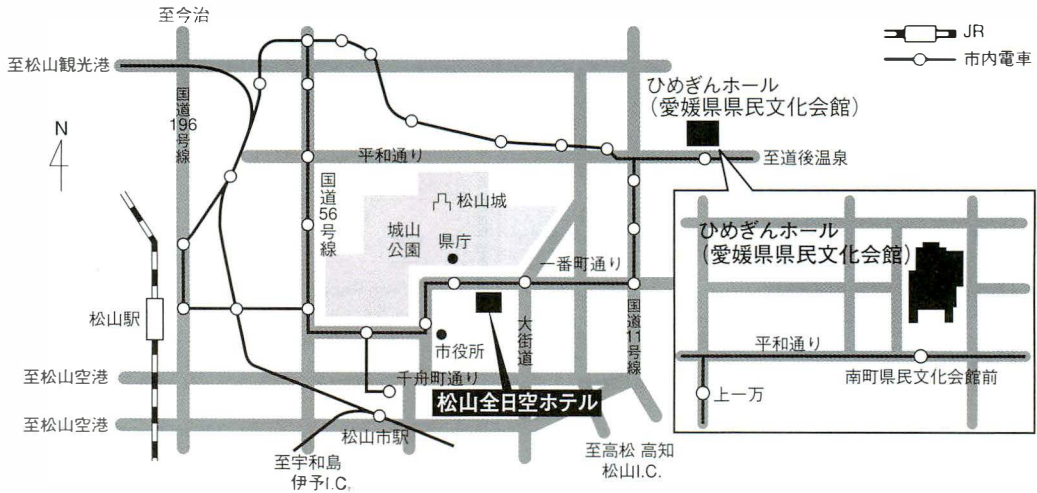 至今治
JR
市内電車
至松山観光港
国道196号線
N
ひめぎんホール
(愛媛県県民文化会館)
平和通り
至道後温泉
国道56号線
松山城
城山
公園
県庁
一番町通り
ひめぎんホール
(愛媛県県民文化会館)
松山駅
市役所
大街道
国道11号線
平和通り
南町県民文化会館前
上一万
至松山空港
千舟町通り
松山全日空ホテル
至松山空港
松山市駅
至宇和島
伊予I.C.
至高松 高知
松山I.C.